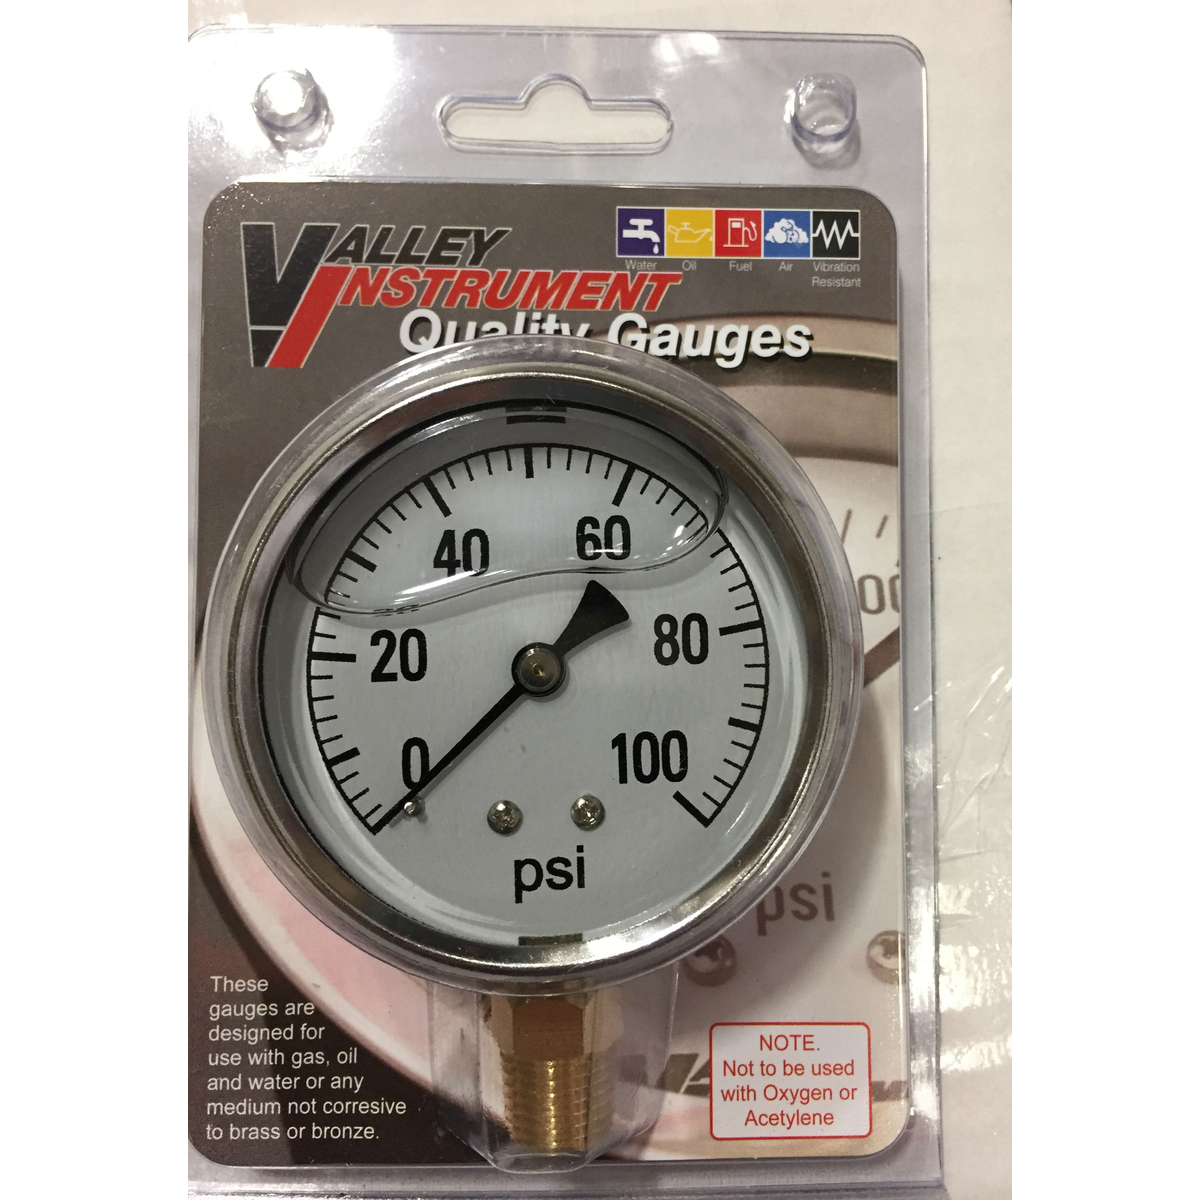 VALLEY
INSTRUMENT
Quality Gauges
Water
Oil
Fuel
Air
Vibration
Resistant
40
60
20
80
0
100
psi
psi
These
gauges are
designed for
use with gas, oil
and water or any
medium not corresive
to brass or bronze.
NOTE.
Not to be used
with Oxygen or
Acetylene